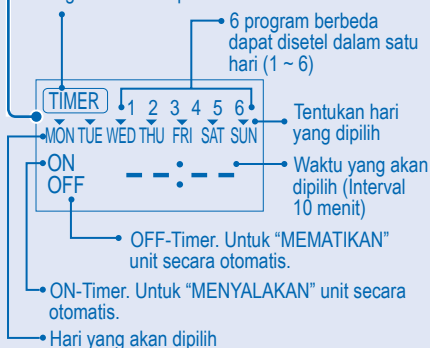 6 program berbeda
dapat disetel dalam satu
hari (1 ~ 6)
TIMER 1 2 3 4 5 6
MON TUE WED THU FRI SAT SUN
ON
OFF
--:--
Tentukan hari
yang dipilih
Waktu yang akan
dipilih (Interval
10 menit)
OFF-Timer. Untuk “MEMATIKAN”
unit secara otomatis.
ON-Timer. Untuk “MENYALAKAN” unit secara
otomatis.
Hari yang akan dipilih